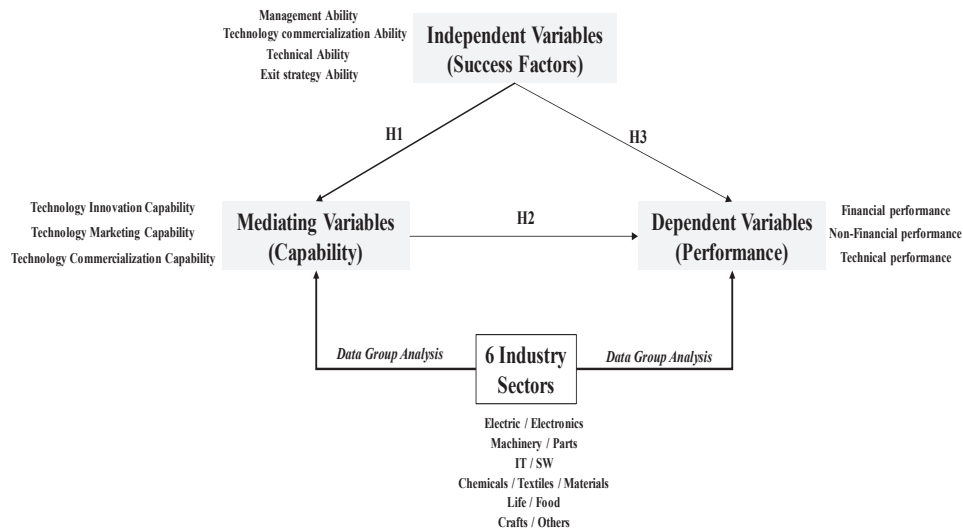 Management Ability
Technology commercialization Ability
Technical Ability
Exit strategy Ability
Independent Variables
(Success Factors)
H1
H3
Technology Innovation Capability
Technology Marketing Capability
Technology Commercialization Capability
Mediating Variables
(Capability)
H2
Dependent Variables
(Performance)
Financial performance
Non-Financial performance
Technical performance
Data Group Analysis
6 Industry
Sectors
Data Group Analysis
Electric / Electronics
Machinery / Parts
IT / SW
Chemicals / Textiles / Materials
Life / Food
Crafts / Others